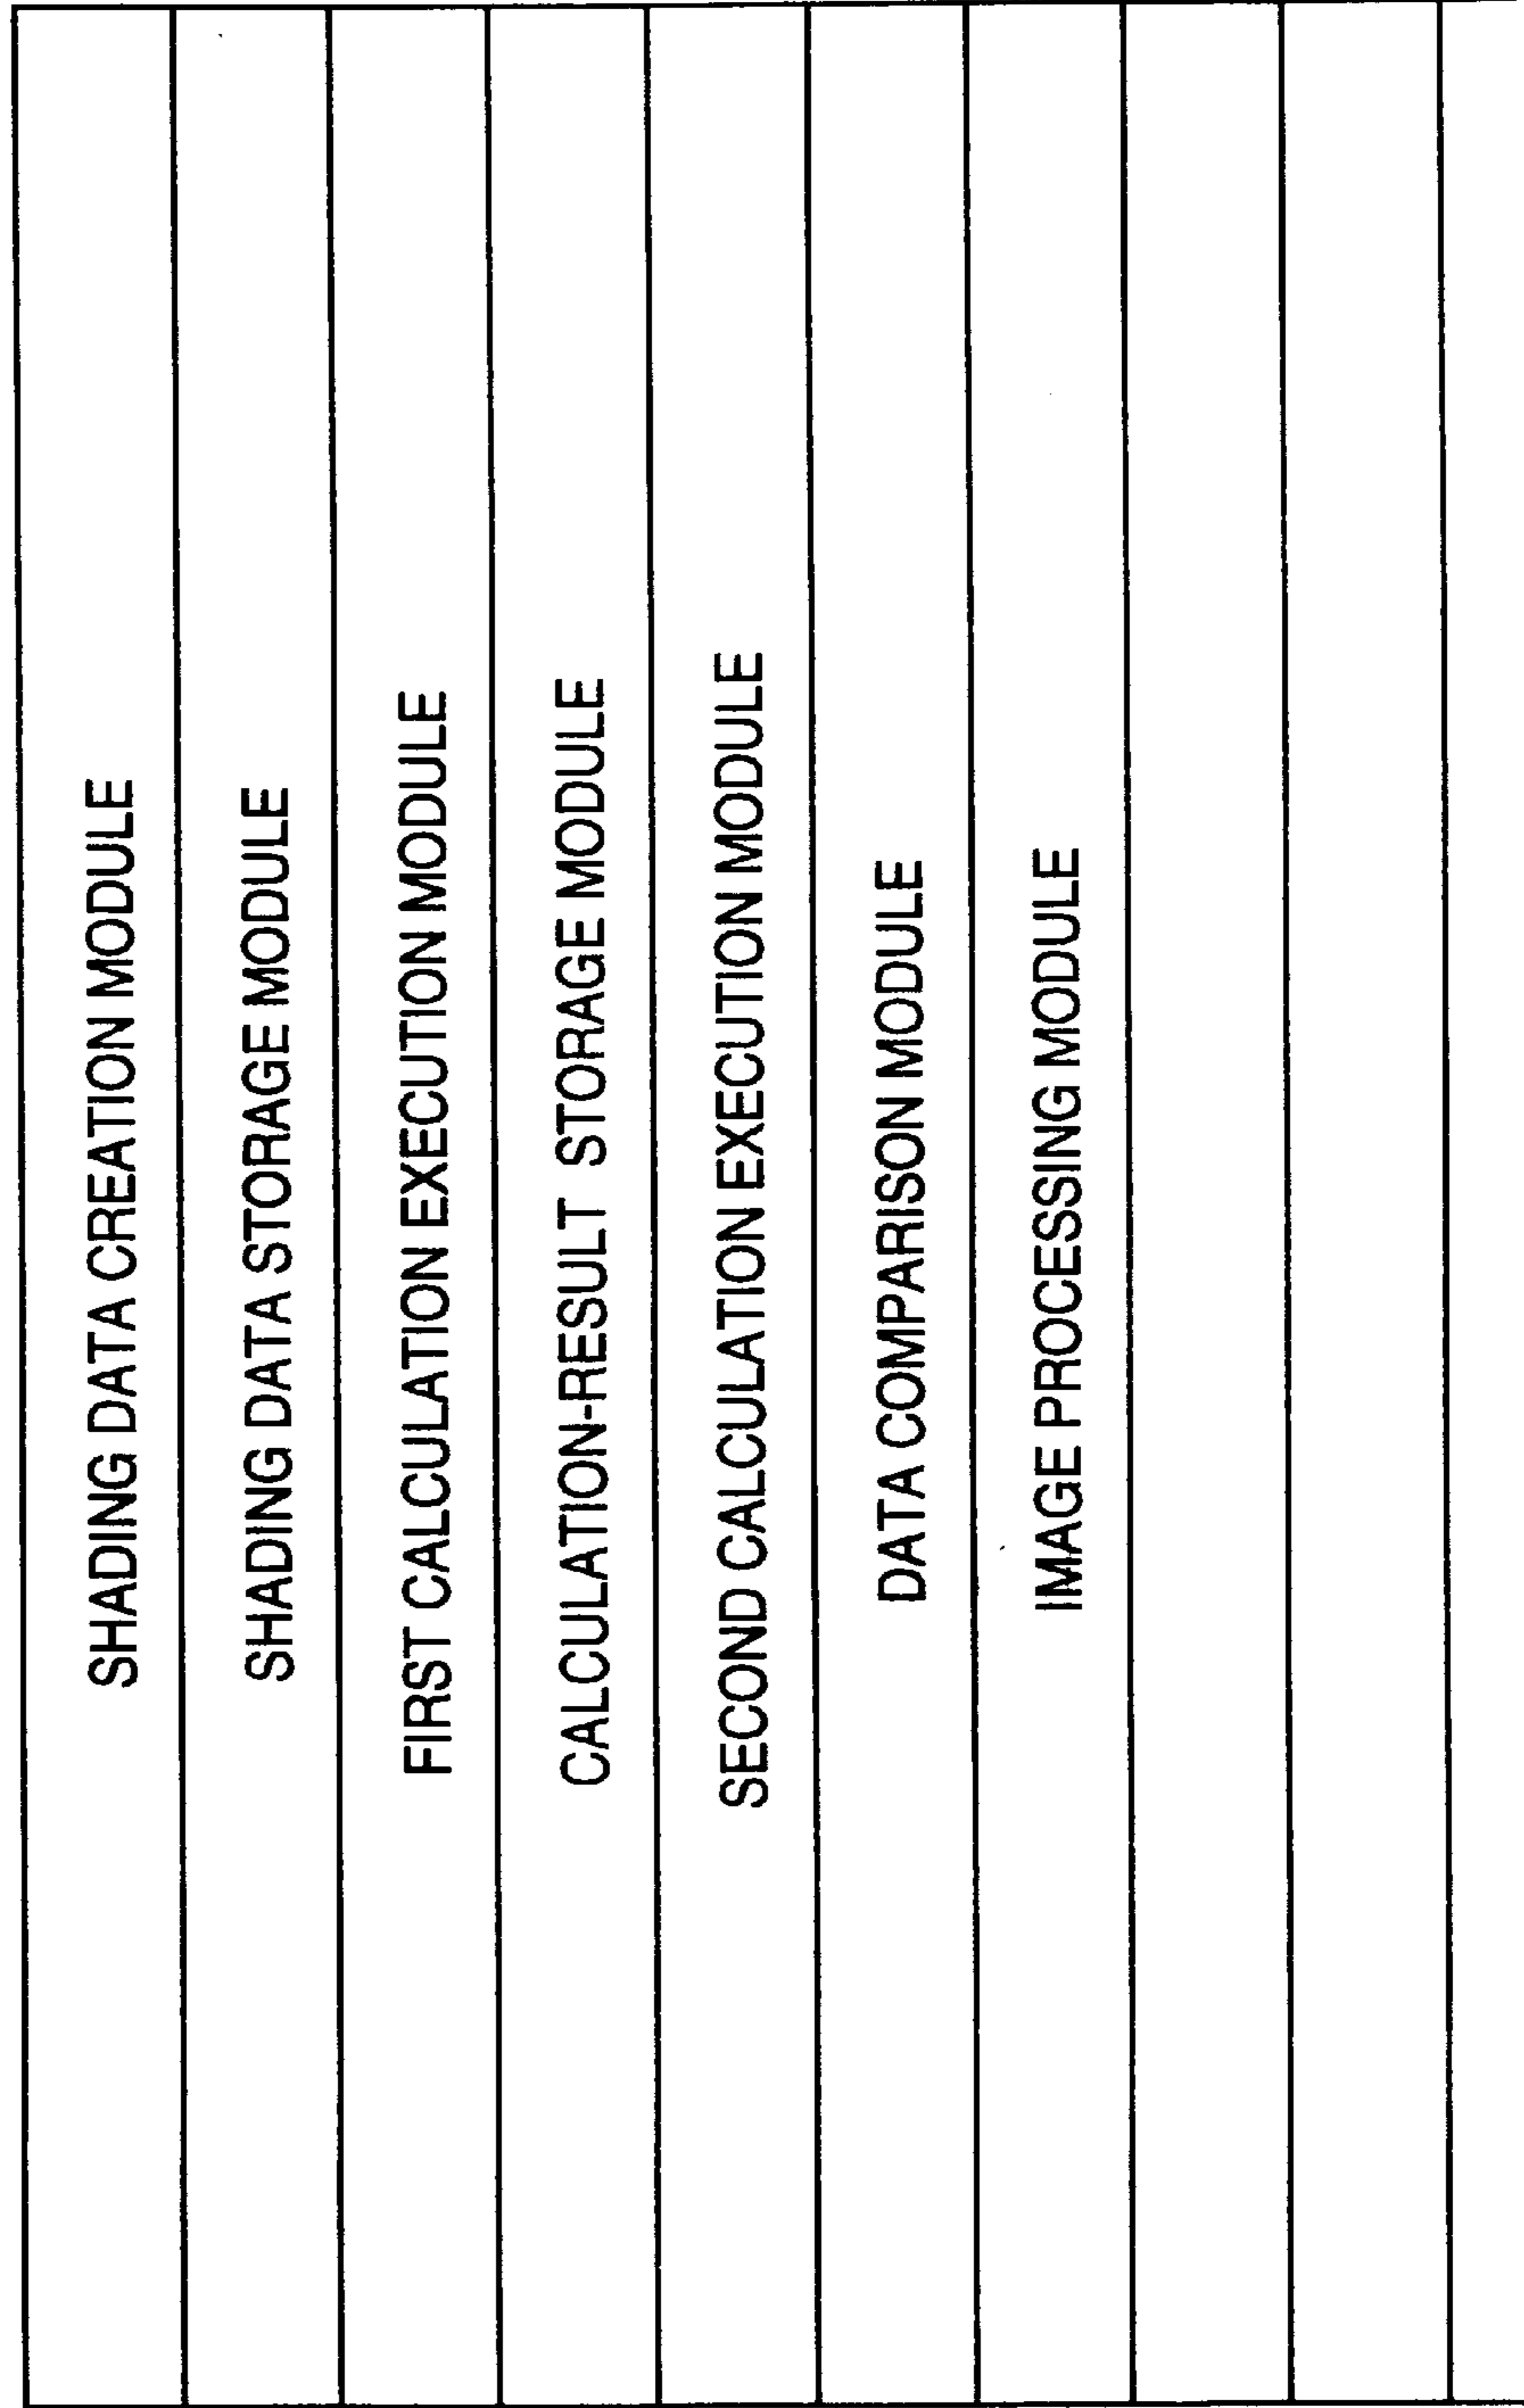 SHADING DATA CREATION MODULE
SHADING DATA STORAGE MODULE
FIRST CALCULATION EXECUTION MODULE
CALCULATION-RESULT STORAGE MODULE
SECOND CALCULATION EXECUTION MODULE
DATA COMPARISON MODULE
IMAGE PROCESSING MODULE